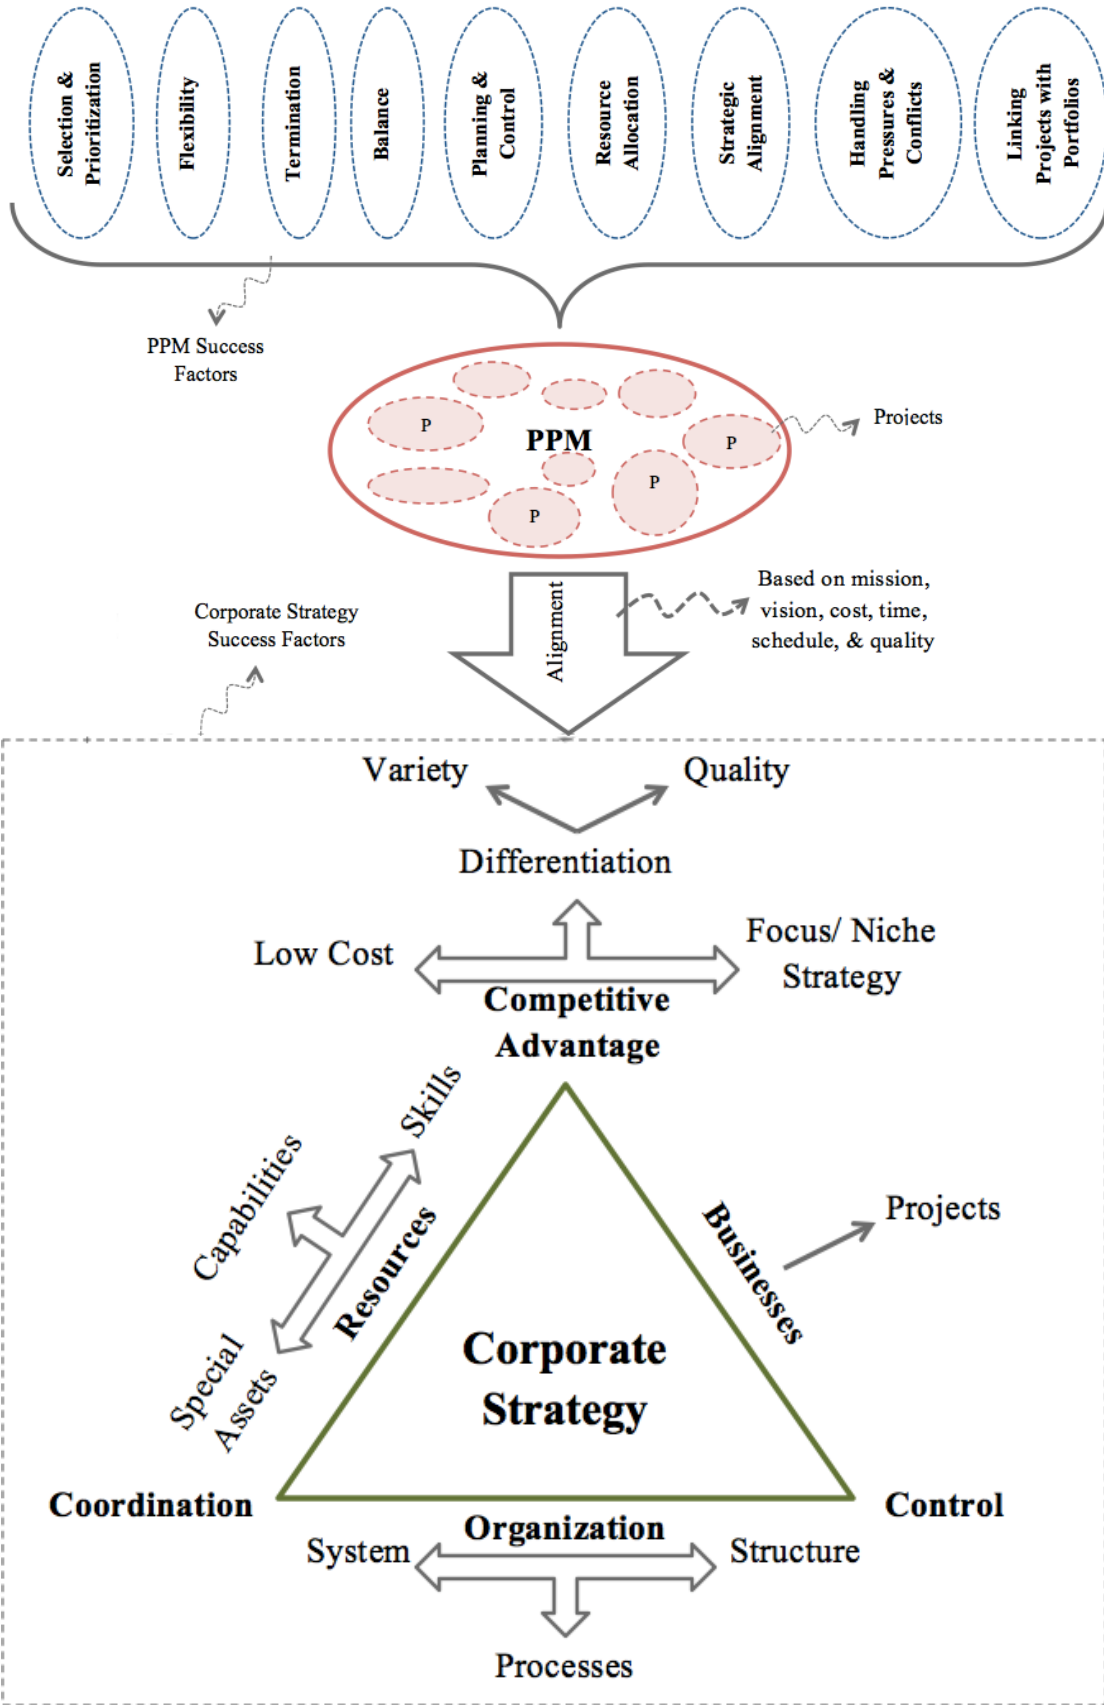 Selection &
Prioritization
Flexibility
Termination
Balance
Planning &
Control
Resource
Allocation
Strategic
Alignment
Handling
Pressures &
Conflicts
Linking
Projects with
Portfolios
PPM Success
Factors
P
PPM
P
Projects
P
P
Alignment
Based on mission,
vision, cost, time,
schedule, & quality
Corporate Strategy
Success Factors
Variety
Quality
Differentiation
Low Cost
Focus/ Niche
Strategy
Competitive
Advantage
Skills
Capabilities
Resources
Special
Assets
Businesses
Projects
Corporate
Strategy
Coordination
Control
Organization
System
Structure
Processes